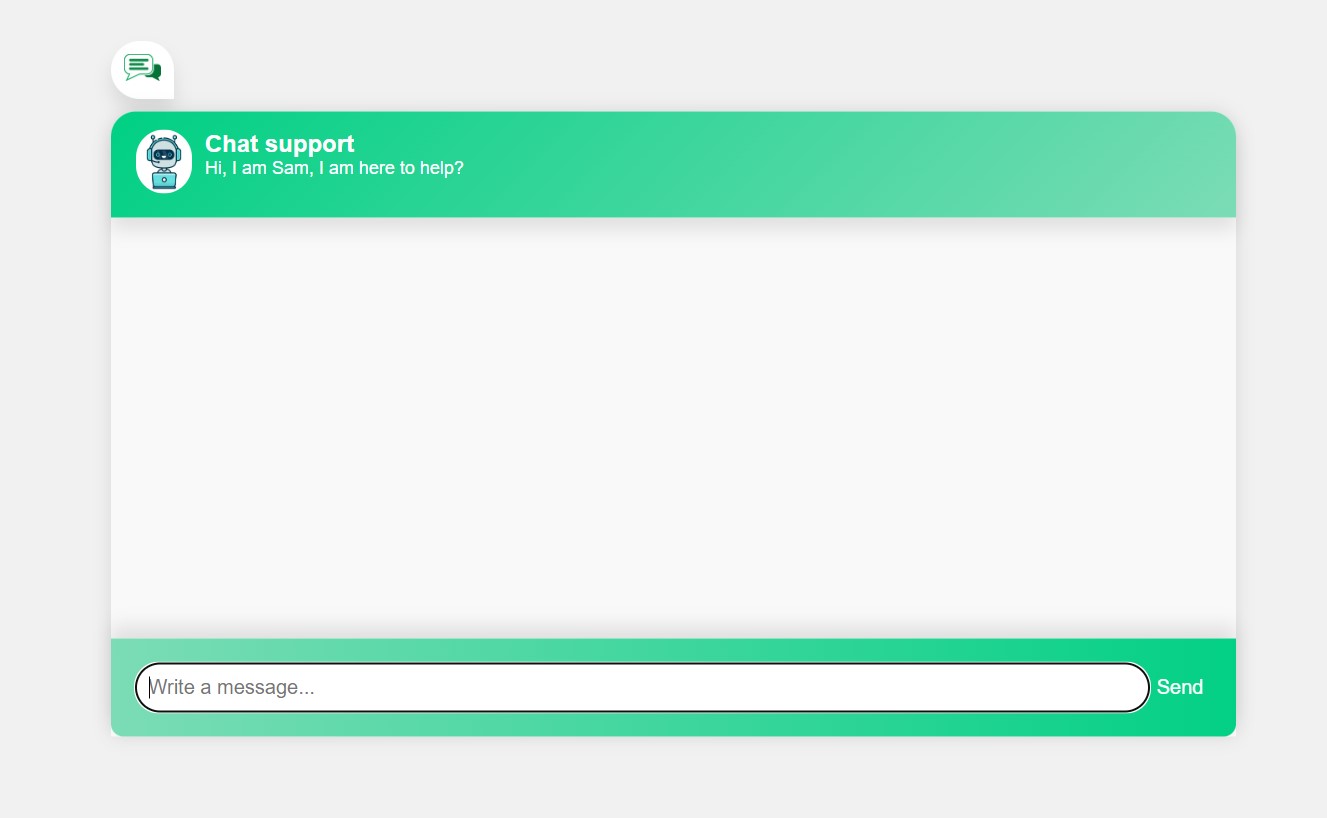 Chat support
Hi, I am Sam, I am here to help?
Write a message...
Send